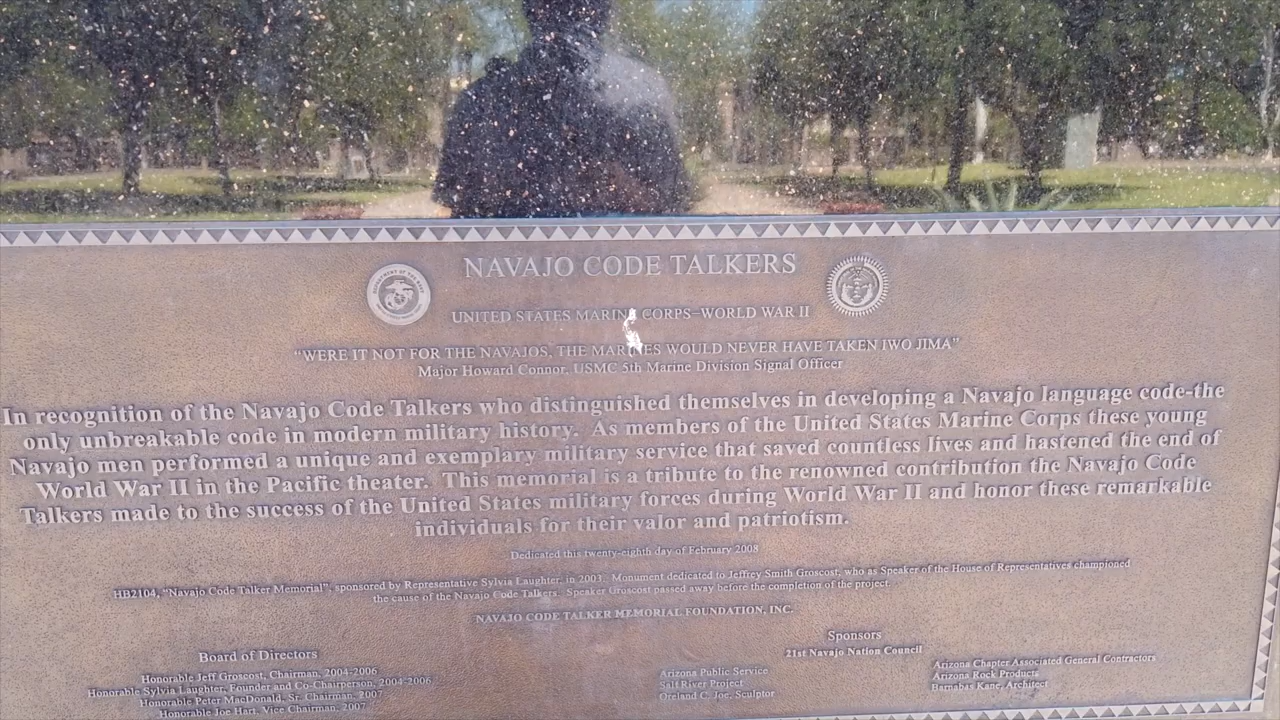 NAVAJO CODE TALKERS
UNITED STATES MARINE CORPS-WORLD WAR II
"WERE IT NOT FOR THE NAVAJOS, THE MARINES WOULD NEVER HAVE TAKEN IWO JIMA"
Major Howard Connor, USMC 5th Marine Division Signal Officer
In recognition of the Navajo Code Talkers who distinguished themselves in developing a Navajo language code-the
only unbreakable code in modern military history. As members of the United States Marine Corps these young
Navajo men performed a unique and exemplary military service that saved countless lives and hastened the end of
World War II in the Pacific theater. This memorial is a tribute to the renowned contribution the Navajo Code
Talkers made to the success of the United States military forces during World War II and honor these remarkable
individuals for their valor and patriotism.
Dedicated this twenty-eighth day of February 2008
HB2104, "Navajo Code Talker Memorial", sponsored by Representative Sylvia Laughter, in 2003. Monument dedicated to Jeffrey Smith Groscost, who as Speaker of the House of Representatives championed
the cause of the Navajo Code Talkers. Speaker Groscost passed away before the completion of the project.
NAVAJO CODE TALKER MEMORIAL FOUNDATION, INC.
Board of Directors
Honorable Jeff Groscost, Chairman, 2004-2006
Honorable Sylvia Laughter, Founder and Co-Chairperson, 2004-2006
Honorable Peter MacDonald, Sr. Chairman, 2007
Honorable Joe Hart, Vice Chairman, 2007
Sponsors
21st Navajo Nation Council
Arizona Public Service
Salt River Project
Oreland C. Joe, Sculptor
Arizona Chapter Associated General Contractors
Arizona Rock Products
Barnabas Kane, Architect